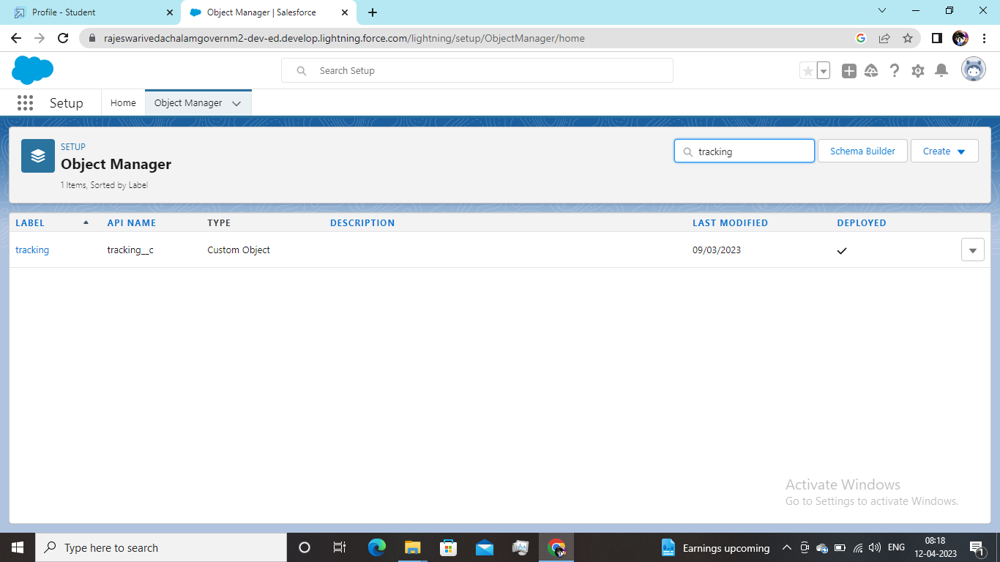 Profile - Student
Object Manager | Salesforce
rajeswarivedachalamgovernm2-dev-ed.develop.lightning.force.com/lightning/setup/ObjectManager/home
Search Setup
Setup
Home
Object Manager
SETUP
Object Manager
1 Items, Sorted by Label
tracking
Schema Builder
Create
LABEL API NAME TYPE DESCRIPTION LAST MODIFIED DEPLOYED
tracking tracking__c Custom Object 09/03/2023
Activate Windows
Go to Settings to activate Windows.
Type here to search
Earnings upcoming
ENG
08:18
12-04-2023
1